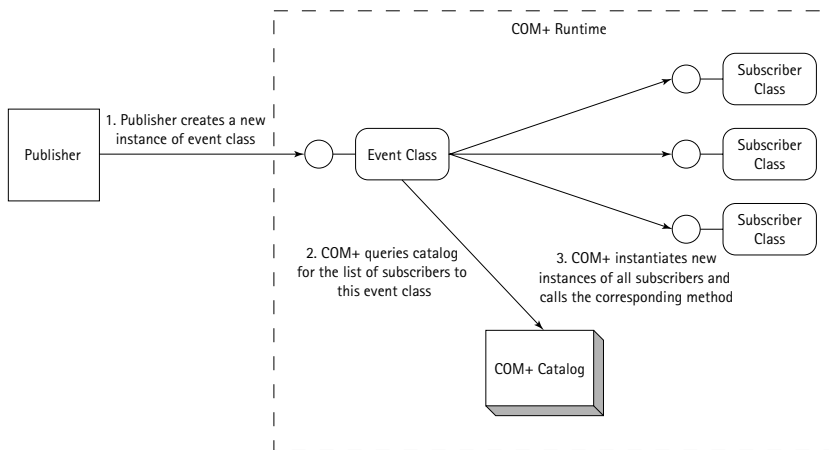 COM+ Runtime
1. Publisher creates a new
instance of event class
Publisher
Event Class
Subscriber
Class
Subscriber
Class
Subscriber
Class
2. COM+ queries catalog
for the list of subscribers to
this event class
3. COM+ instantiates new
instances of all subscribers and
calls the corresponding method
COM+ Catalog